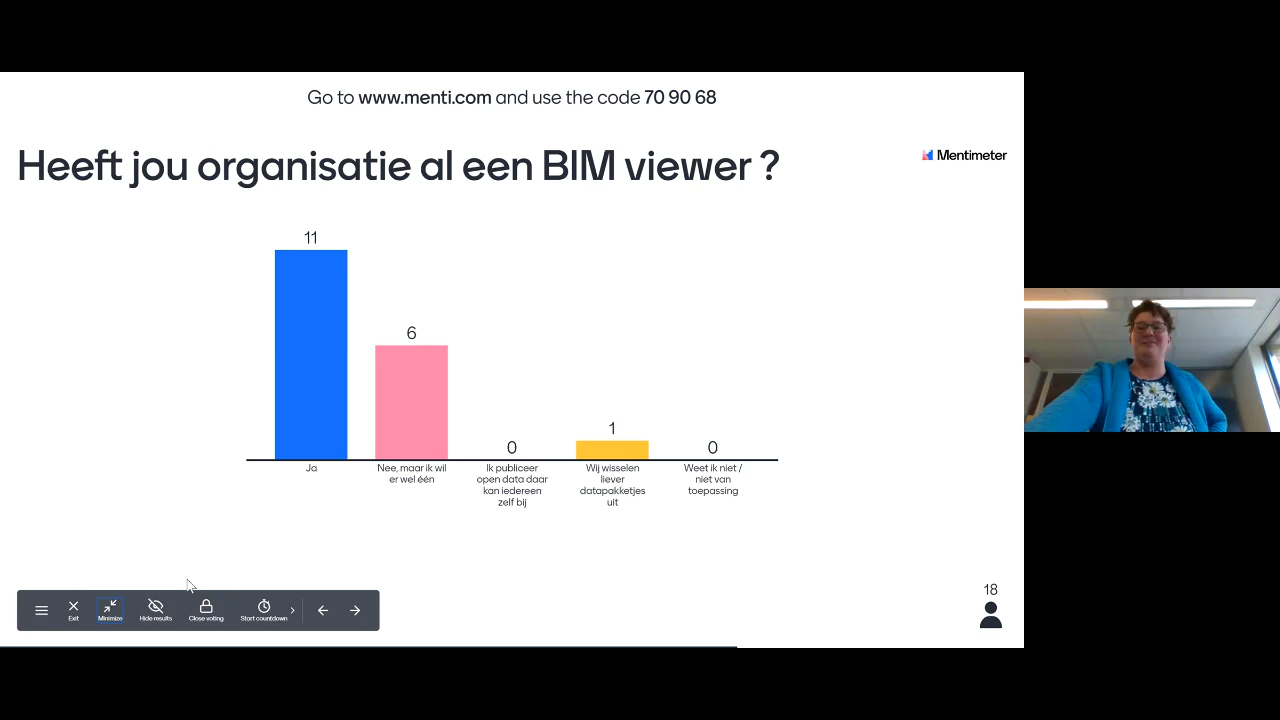 Go to www.menti.com and use the code 70 90 68
Heeft jou organisatie al een BIM viewer ?
Mentimeter
11
6
0
1
0
Ja
Nee, maar ik wil
er wel één
Ik publiceer
open data daar
kan iedereen
zelf bij
Wij wisselen
liever
datapakketjes
uit
Weet ik niet /
niet van
toepassing
Exit
Minimize
Hide results
Close voting
Start countdown
18